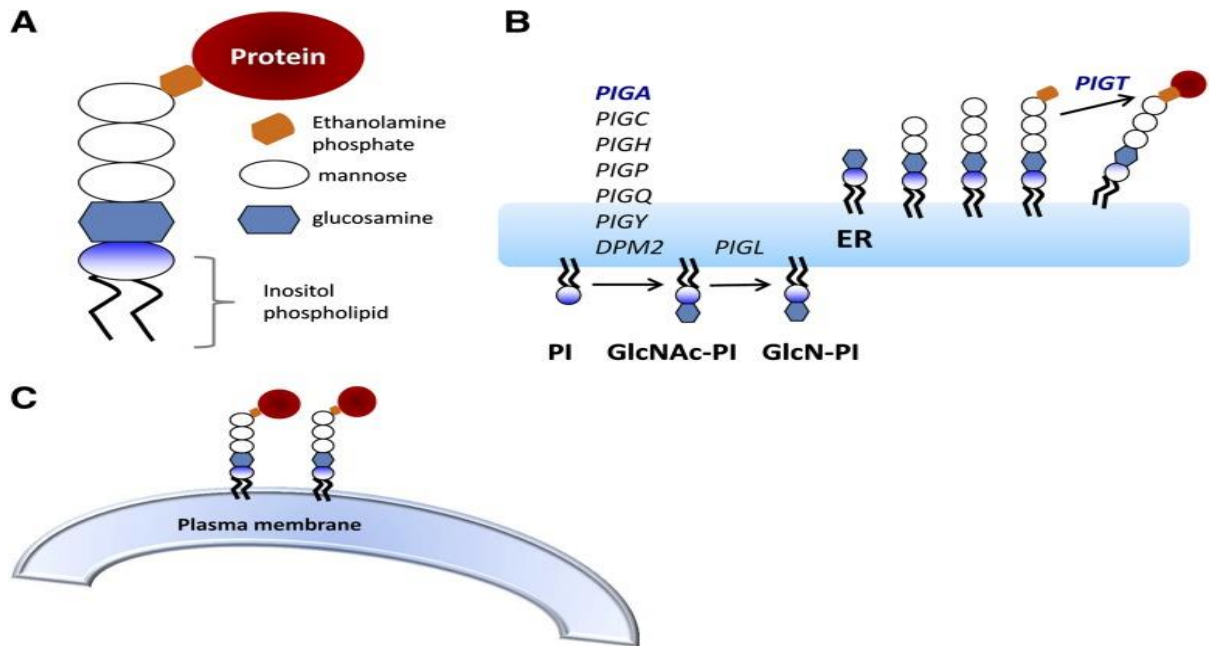 A
Protein
Ethanolamine
phosphate
mannose
glucosamine
Inositol
phospholipid
B
PIGA
PIGC
PIGH
PIGP
PIGQ
PIGY
DPM2
PIGL
ER
PIGT
PI
GlcNAc-PI
GlcN-PI
C
Plasma membrane